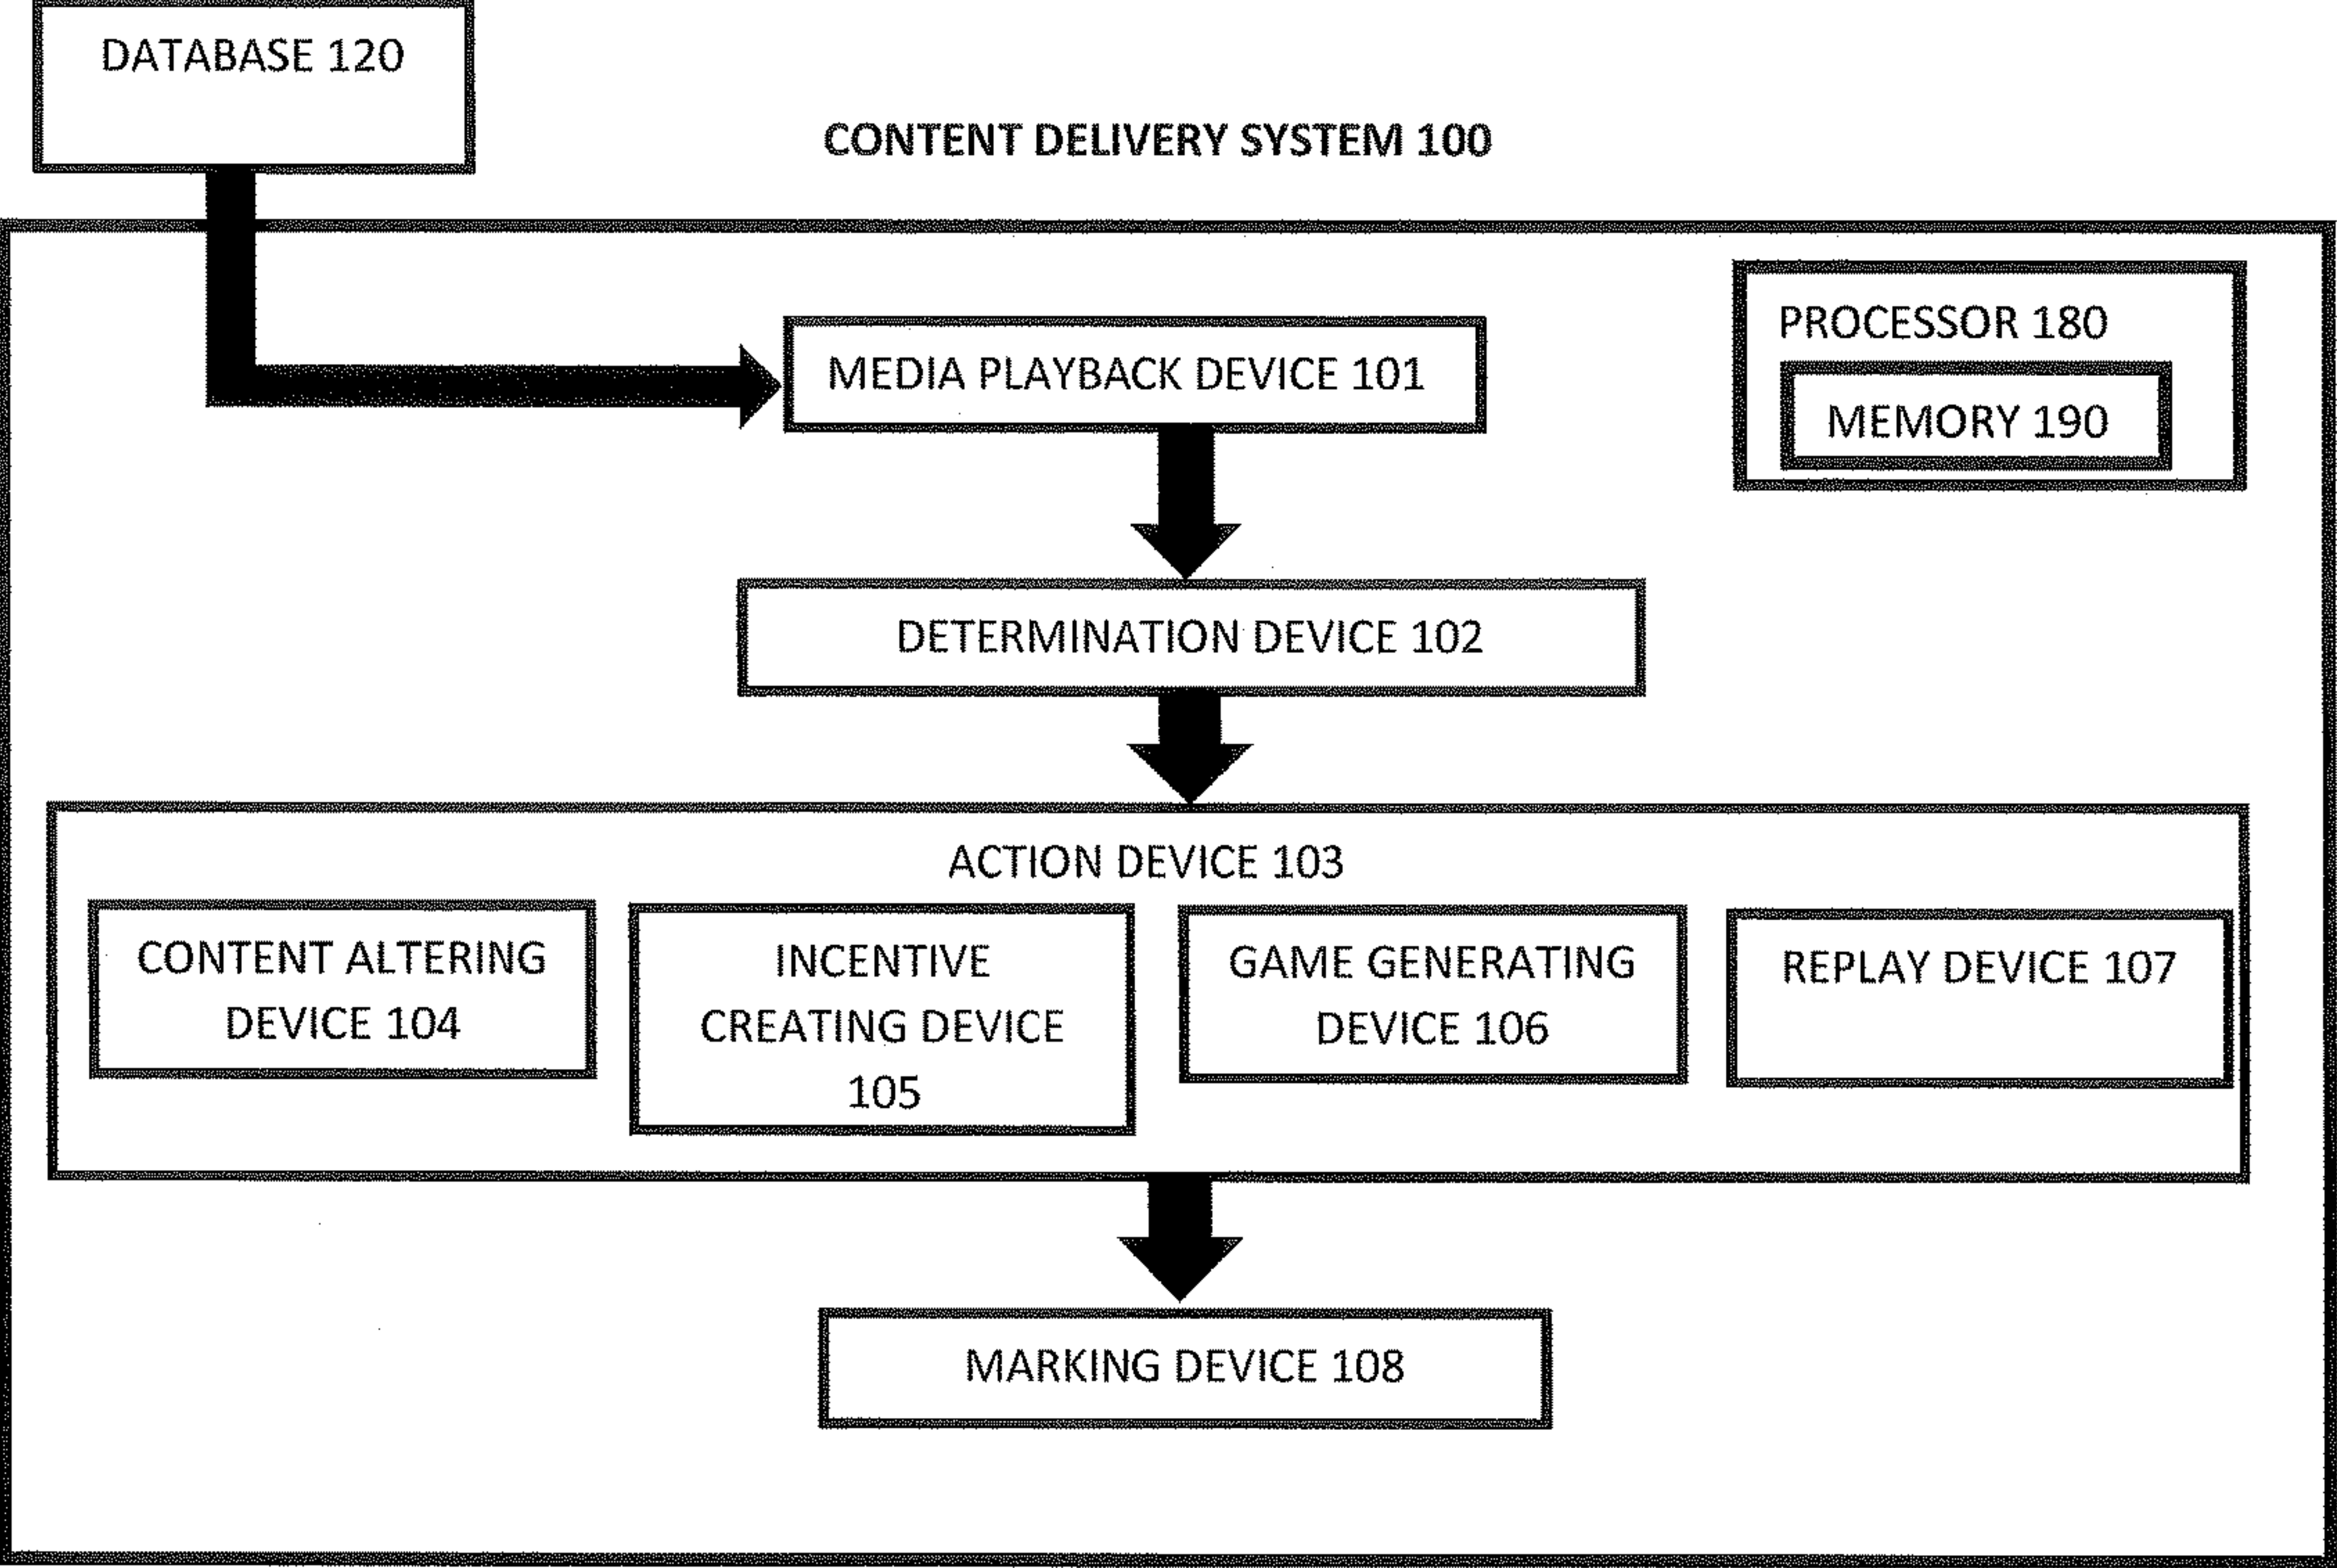 DATABASE 120
CONTENT DELIVERY SYSTEM 100
PROCESSOR 180
MEDIA PLAYBACK DEVICE 101
MEMORY 190
DETERMINATION DEVICE 102
ACTION DEVICE 103
CONTENT ALTERING
DEVICE 104
INCENTIVE
CREATING DEVICE
105
GAME GENERATING
DEVICE 106
REPLAY DEVICE 107
MARKING DEVICE 108